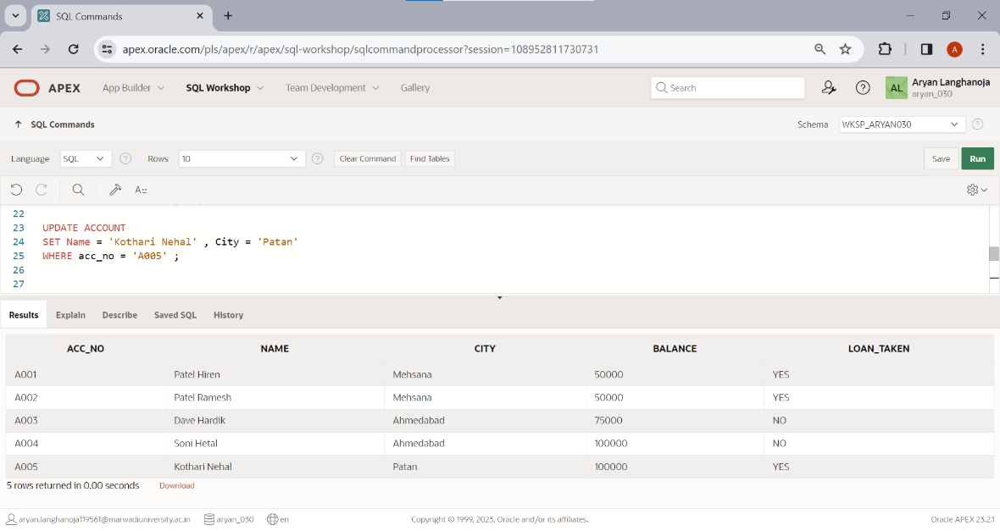 SQL Commands
apex.oracle.com/pls/apex/r/apex/sql-workshop/sqlcommandprocessor?session=108952811730731
A
APEX App Builder SQL Workshop Team Development Gallery Search AL Aryan Langhanoja
aryan_030
SQL Commands Schema WKSP_ARYAN030
Language SQL Rows 10 Clear Command Find Tables Save Run
22
23 UPDATE ACCOUNT
24 SET Name = 'Kothari Nehal' , City = 'Patan'
25 WHERE acc_no = 'A005' ;
26
27
Results Explain Describe Saved SQL History
ACC_NO NAME CITY BALANCE LOAN_TAKEN
A001 Patel Hiren Mehsana 50000 YES
A002 Patel Ramesh Mehsana 50000 YES
A003 Dave Hardik Ahmedabad 75000 NO
A004 Soni Hetal Ahmedabad 100000 NO
A005 Kothari Nehal Patan 100000 YES
5 rows returned in 0.00 seconds Download
aryan.langhanoja119561@marwadiuniversity.ac.in aryan_030 en Copyright © 1999, 2023, Oracle and/or its affiliates. Oracle APEX 23.2.1